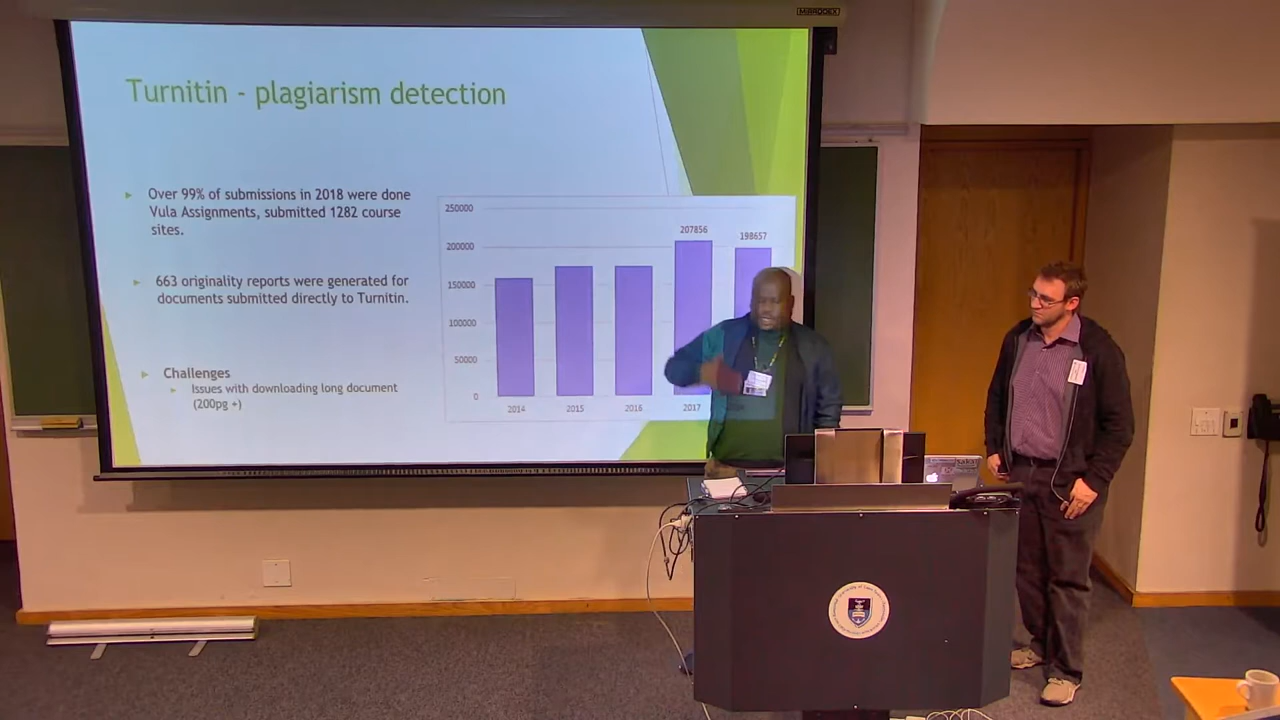 MIRRODEX
Turnitin - plagiarism detection
Over 99% of submissions in 2018 were done
Vula Assignments, submitted 1282 course
sites.
663 originality reports were generated for
documents submitted directly to Turnitin.
Challenges
Issues with downloading long document
(200pg +)
250000
200000
150000
100000
50000
0
207856
198657
2014
2015
2016
2017
Sakai